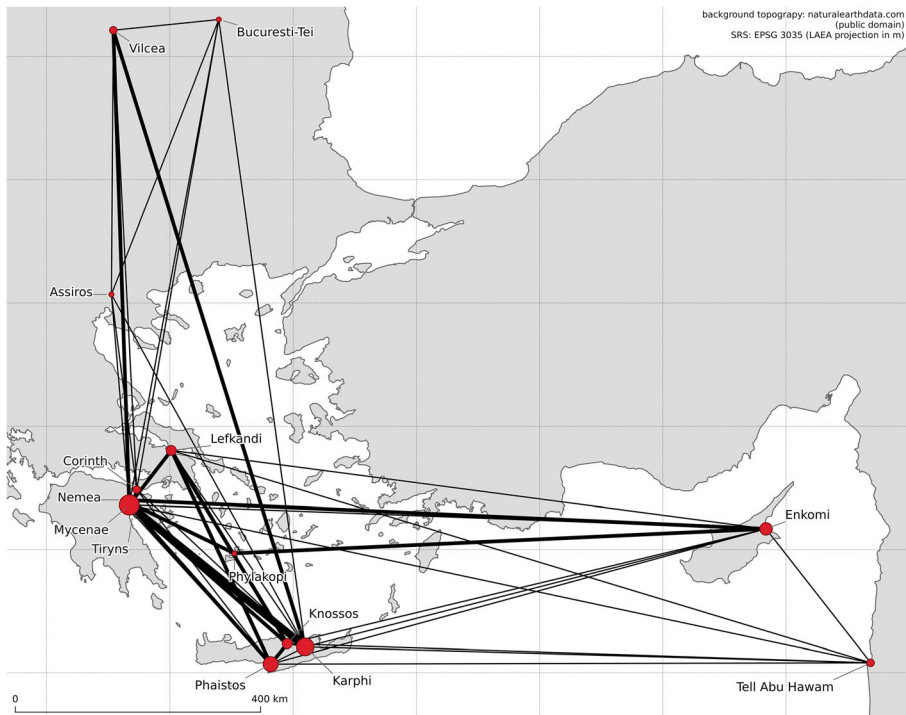 background topograpy: naturalearthdata.com
(public domain)
SRS: EPSG 3035 (LAEA projection in m)
Bucuresti-Tei
Vilcea
Assiros
Lefkandi
Corinth
Nemea
Mycenae
Tiryns
Enkomi
Phylakopi
Knossos
Karphi
Phaistos
Tell Abu Hawam
0 400 km